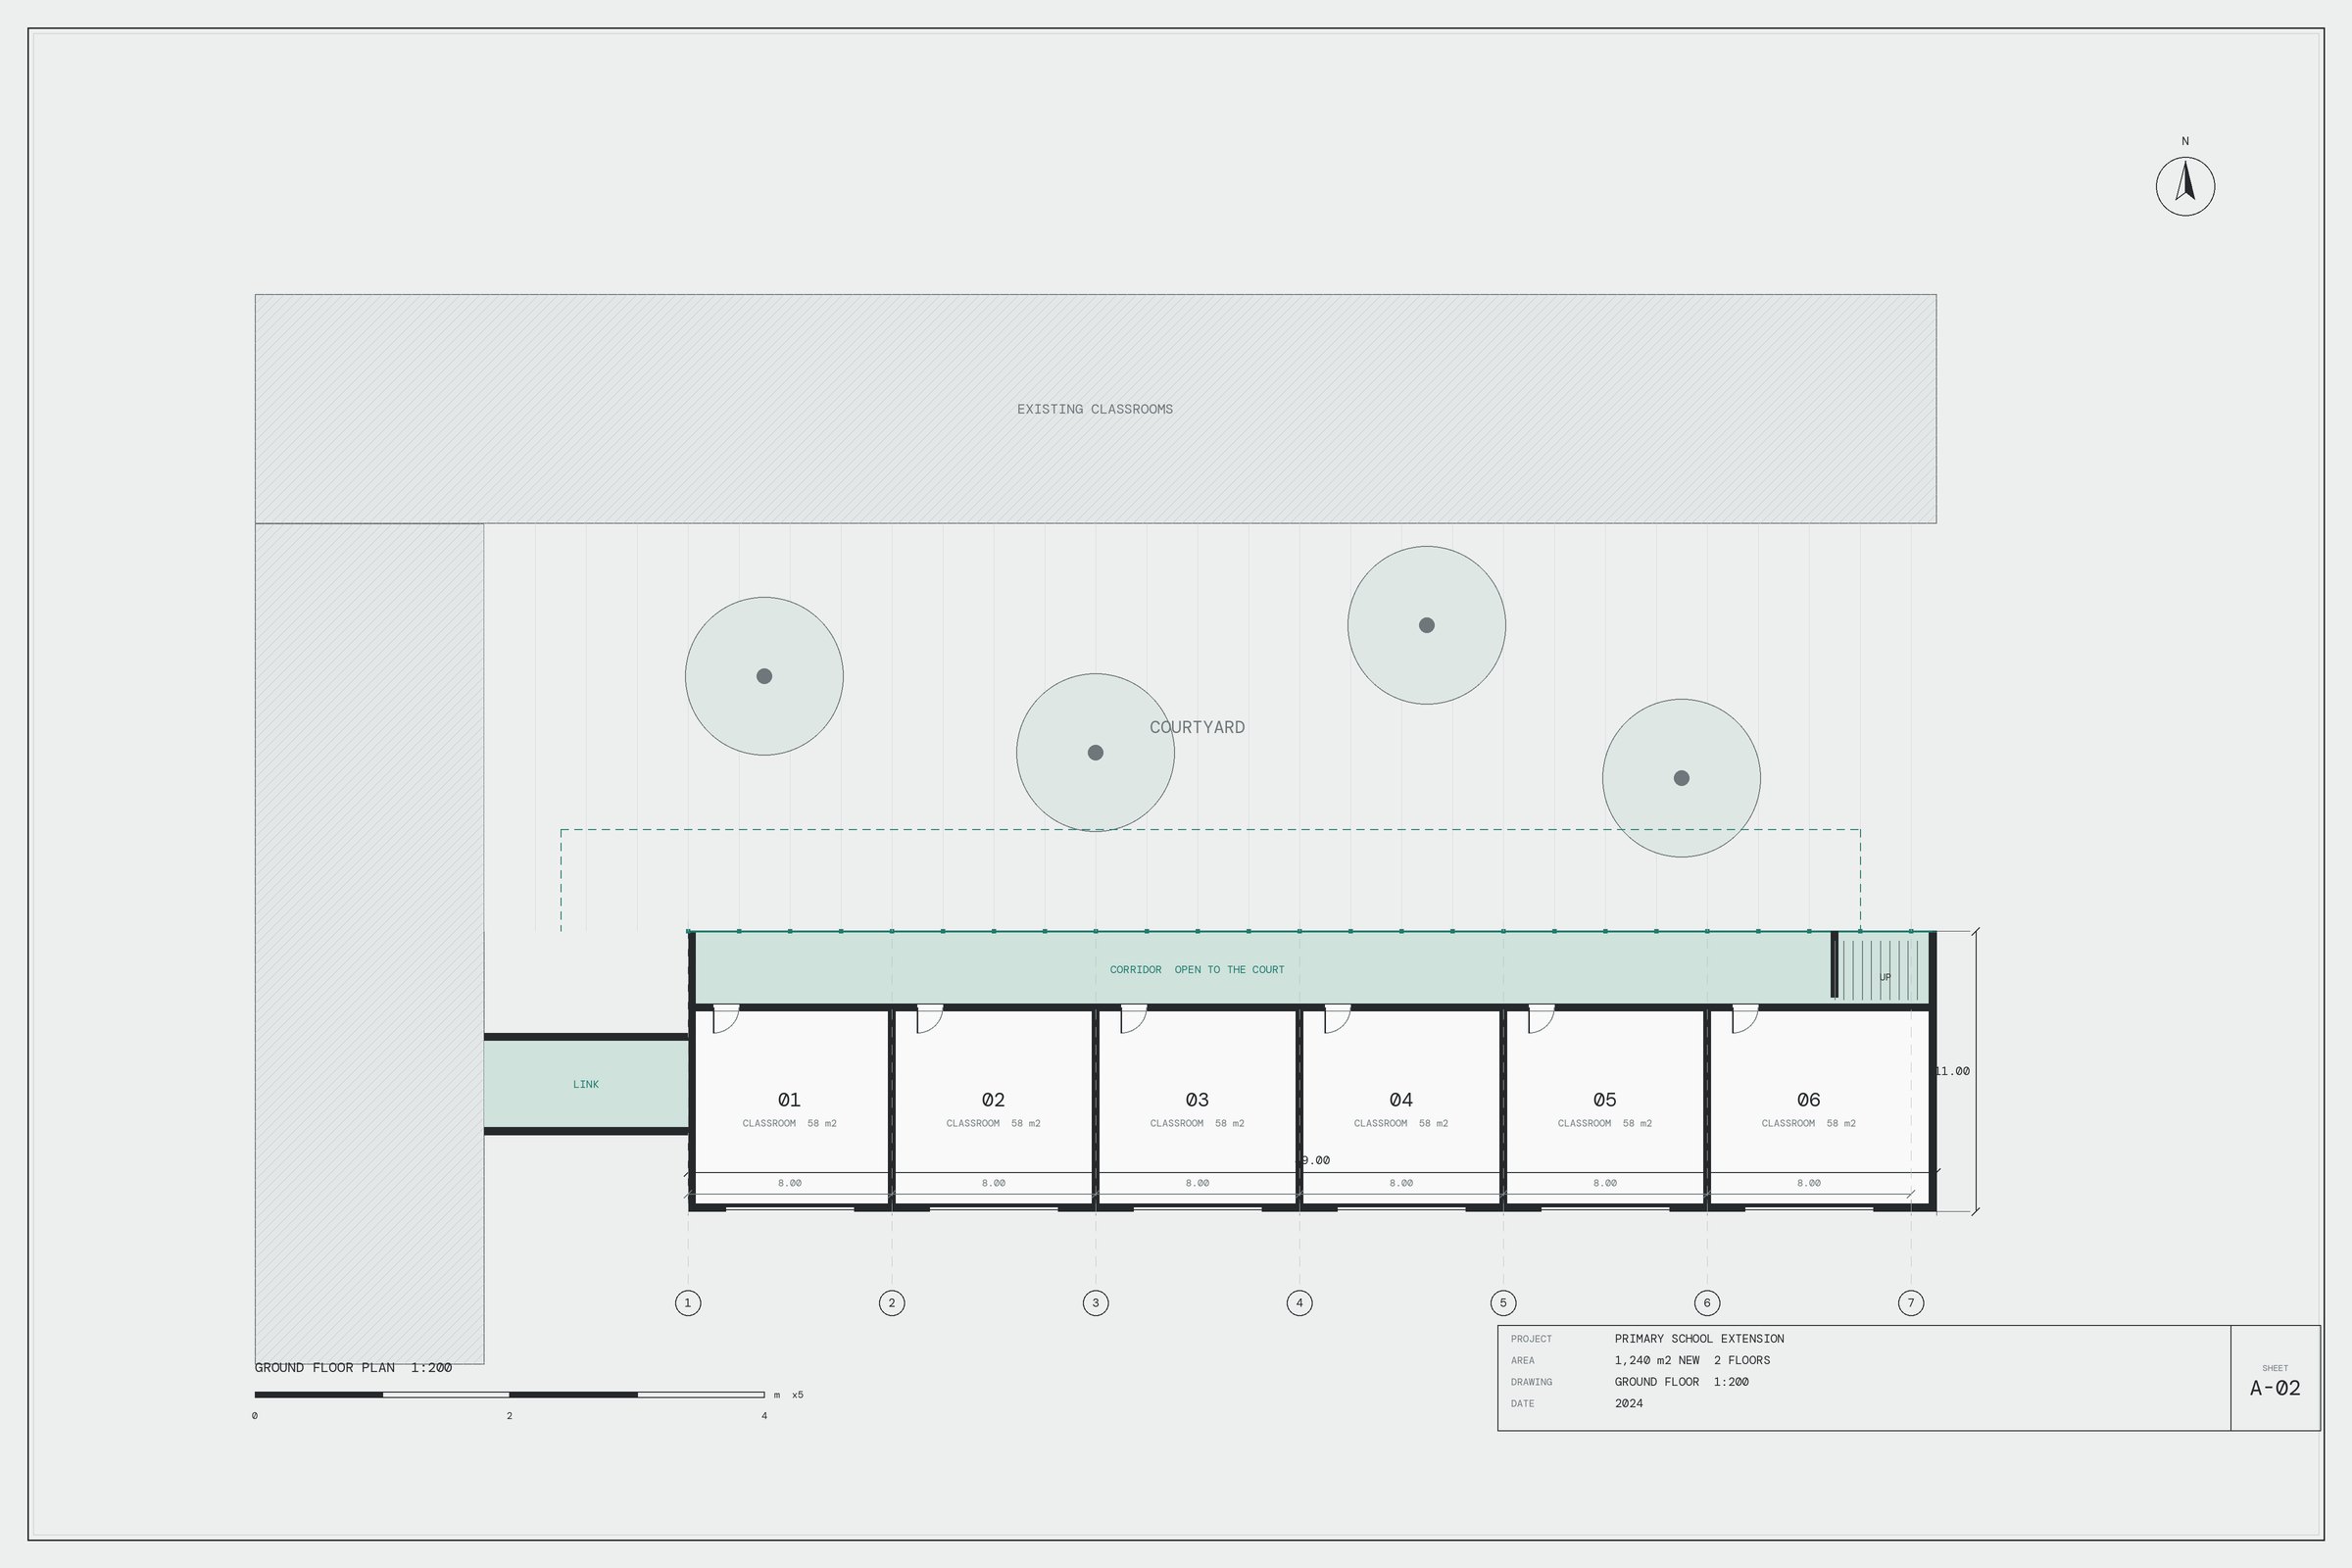 N
EXISTING CLASSROOMS
COURTYARD
CORRIDOR  OPEN TO THE COURT
UP
LINK
11.00
01
CLASSROOM  58 m2
02
CLASSROOM  58 m2
03
CLASSROOM  58 m2
04
CLASSROOM  58 m2
05
CLASSROOM  58 m2
06
CLASSROOM  58 m2
8.00
8.00
8.00
8.00
8.00
8.00
1
2
3
4
5
6
7
GROUND FLOOR PLAN  1:200
m  x5
0
2
4
PROJECT  PRIMARY SCHOOL EXTENSION
AREA  1,240 m2 NEW  2 FLOORS
DRAWING  GROUND FLOOR  1:200
DATE  2024
SHEET
A-02